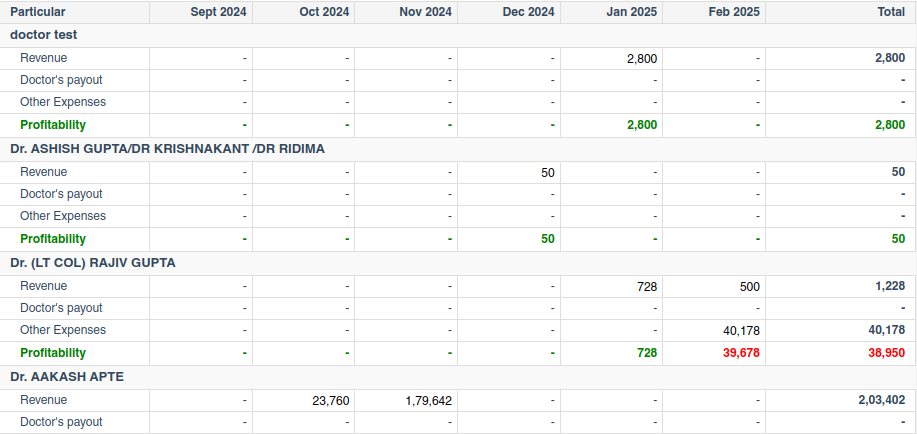 Particular Sept 2024 Oct 2024 Nov 2024 Dec 2024 Jan 2025 Feb 2025 Total
doctor test
Revenue - - - - 2,800 - 2,800
Doctor's payout - - - - - - -
Other Expenses - - - - - - -
Profitability - - - - 2,800 - 2,800
Dr. ASHISH GUPTA/DR KRISHNAKANT /DR RIDIMA
Revenue - - - 50 - - 50
Doctor's payout - - - - - - -
Other Expenses - - - - - - -
Profitability - - - 50 - - 50
Dr. (LT COL) RAJIV GUPTA
Revenue - - - - 728 500 1,228
Doctor's payout - - - - - - -
Other Expenses - - - - - 40,178 40,178
Profitability - - - - 728 39,678 38,950
Dr. AAKASH APTE
Revenue - 23,760 1,79,642 - - - 2,03,402
Doctor's payout - - - - - - -